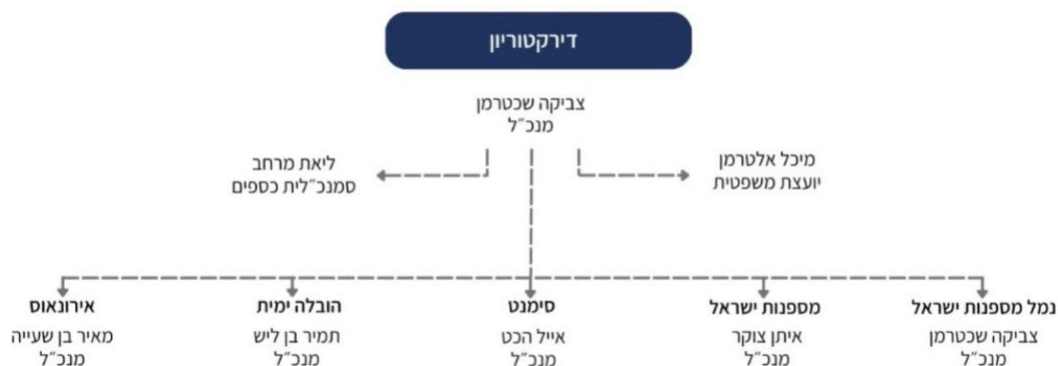 דירקטוריון
צביקה שכטרמן
מנכ״ל
מיכל אלטרמן
יועצת משפטית
ליאת מרחב
סמנכ״לית כספים
נמל מספנות ישראל
צביקה שכטרמן
מנכ״ל
מספנות ישראל
איתן צוקר
מנכ״ל
סימנט
אייל הכט
מנכ״ל
הובלה ימית
תמיר בן ליש
מנכ״ל
אירונאוס
מאיר בן שעייה
מנכ״ל